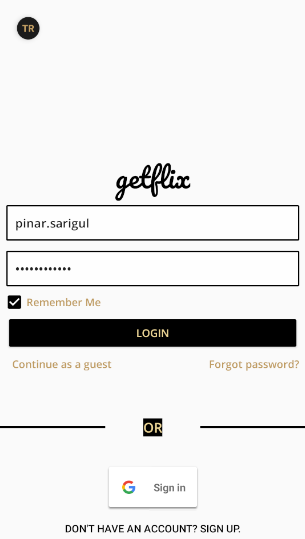 TR
getflix
pinar.sarigul
••••••••••••
Remember Me
LOGIN
Continue as a guest Forgot password?
OR
Sign in
DON'T HAVE AN ACCOUNT? SIGN UP.